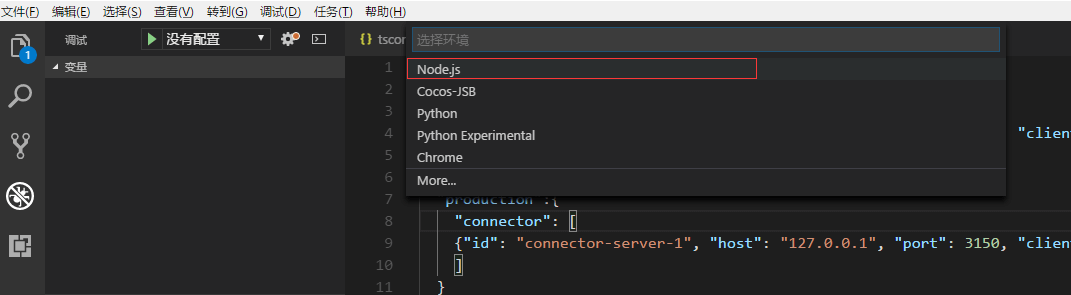 文件(F) 编辑(E) 选择(S) 查看(V) 转到(G) 调试(D) 任务(T) 帮助(H)
调试 没有配置 {} tscor 选择环境
变量
1
Node.js
2
Cocos-JSB
3
Python
4
Python Experimental
"client
5
Chrome
6
More...
7 "production":{
8 "connector": [
9 {"id": "connector-server-1", "host": "127.0.0.1", "port": 3150, "client
10 ]
11 }
1